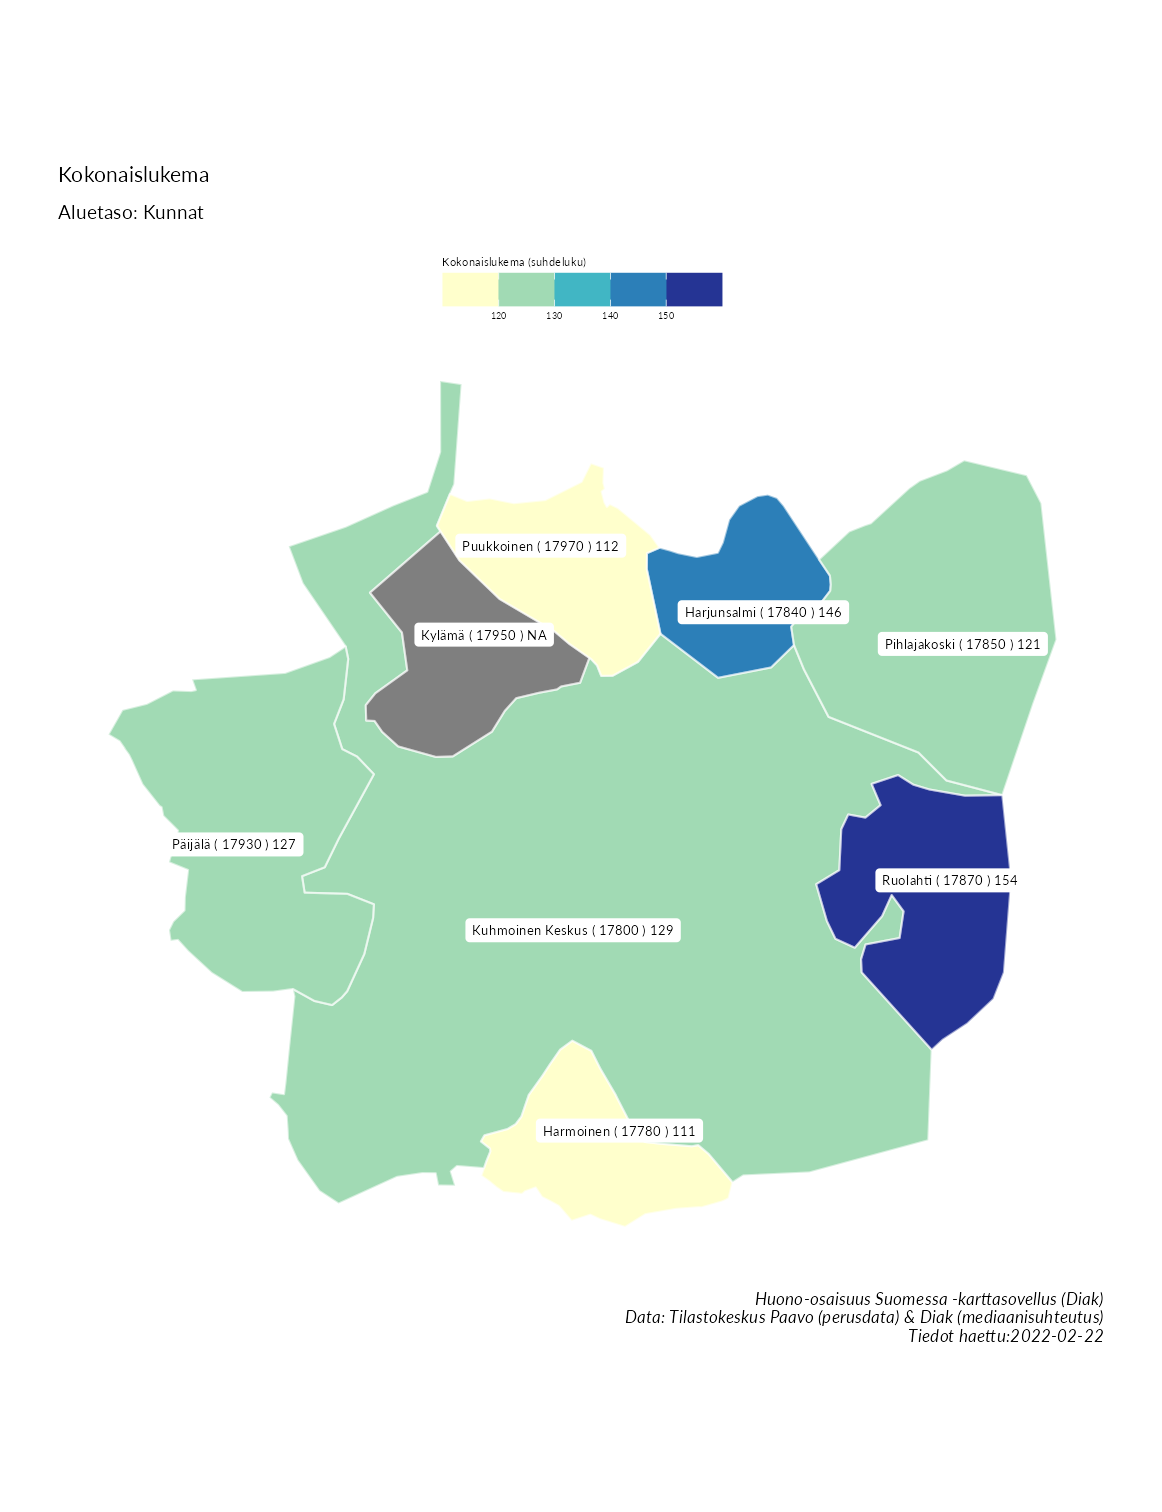 Kokonaislukema
Aluetaso: Kunnat
Kokonaislukema (suhdeluku)
120 130 140 150
Puukkoinen ( 17970 ) 112
Harjunsalmi ( 17840 ) 146
Kylämä ( 17950 ) NA
Pihlajakoski ( 17850 ) 121
Päijälä ( 17930 ) 127
Ruolahti ( 17870 ) 154
Kuhmoinen Keskus ( 17800 ) 129
Harmoinen ( 17780 ) 111
Huono-osaisuus Suomessa -karttasovellus (Diak)
Data: Tilastokeskus Paavo (perusdata) & Diak (mediaanisuhteutus)
Tiedot haettu:2022-02-22